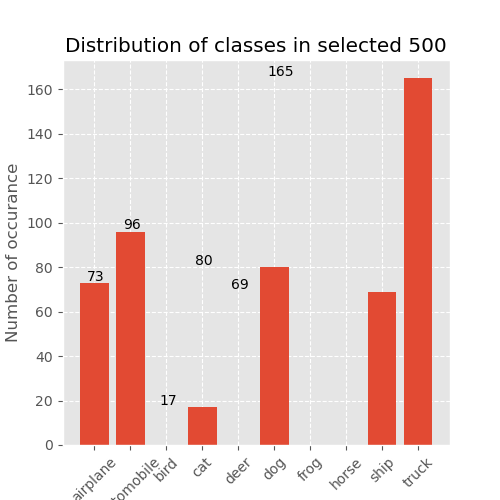 Distribution of classes in selected 500
Number of occurance
160
140
120
100
80
60
40
20
0
165
96
80
73
69
17
airplane
tomobile
bird
cat
deer
dog
frog
horse
ship
truck